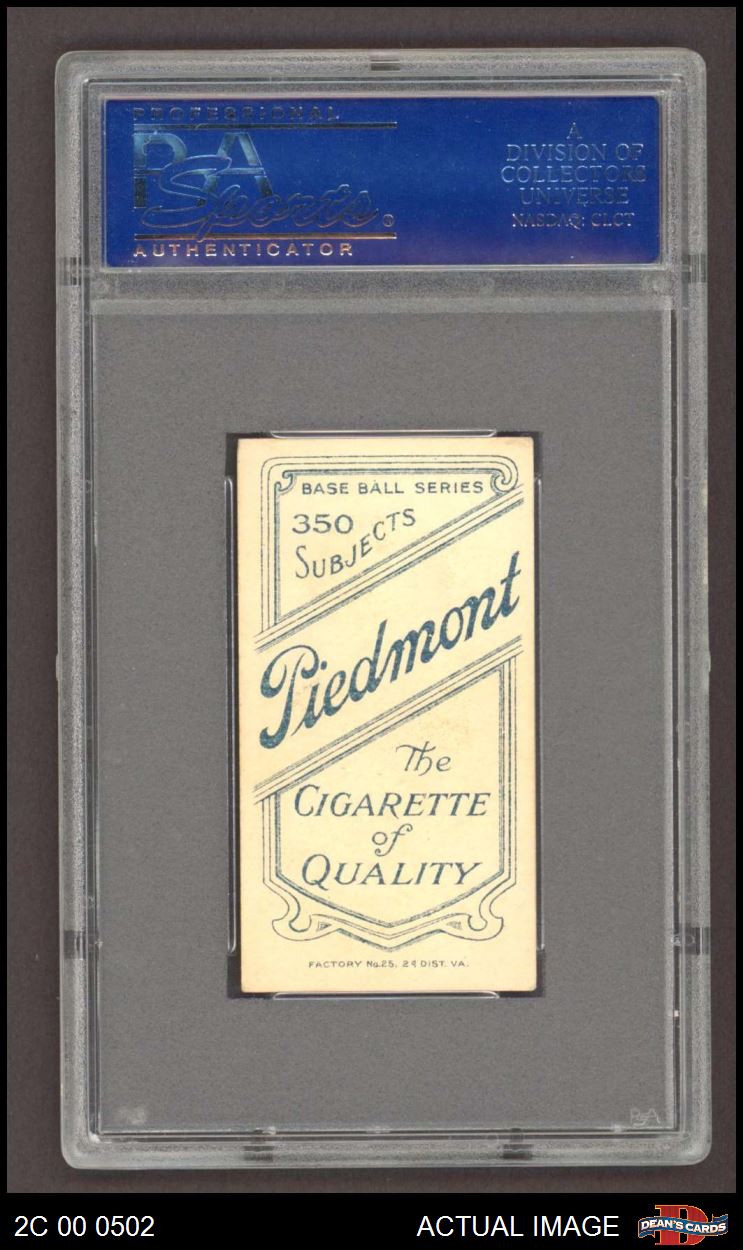 PROFESSIONAL
PSA
Sports®
AUTHENTICATOR
A
DIVISION OF
COLLECTORS
UNIVERSE
NASDAQ: CLCT
BASE BALL SERIES
350
SUBJECTS
Piedmont
The
CIGARETTE
of
QUALITY
FACTORY No.25, 2d DIST. VA.
PSA
2C 00 0502
ACTUAL IMAGE
DEAN'S CARDS